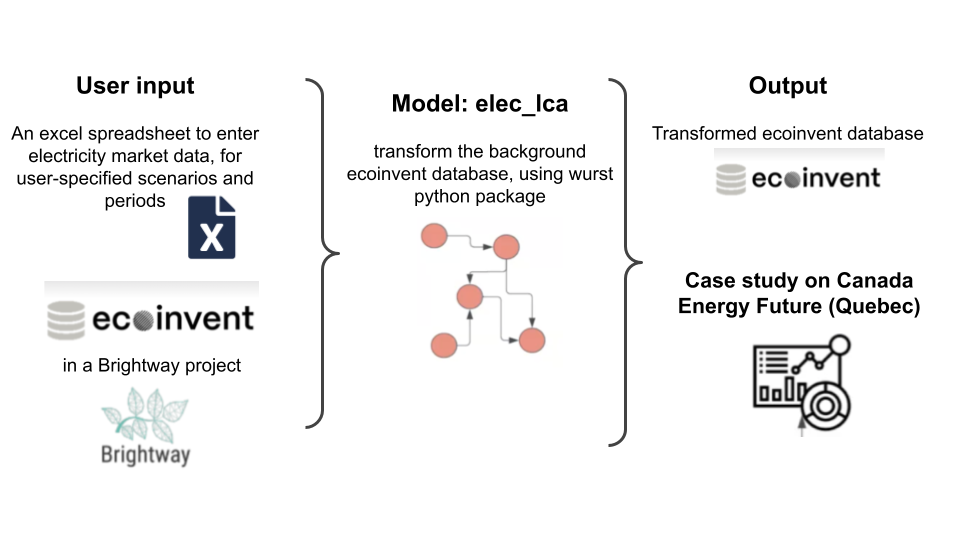 User input
An excel spreadsheet to enter
electricity market data, for
user-specified scenarios and
periods
X
ecoinvent
in a Brightway project
Brightway
Model: elec_lca
transform the background
ecoinvent database, using wurst
python package
Output
Transformed ecoinvent database
ecoinvent
Case study on Canada
Energy Future (Quebec)